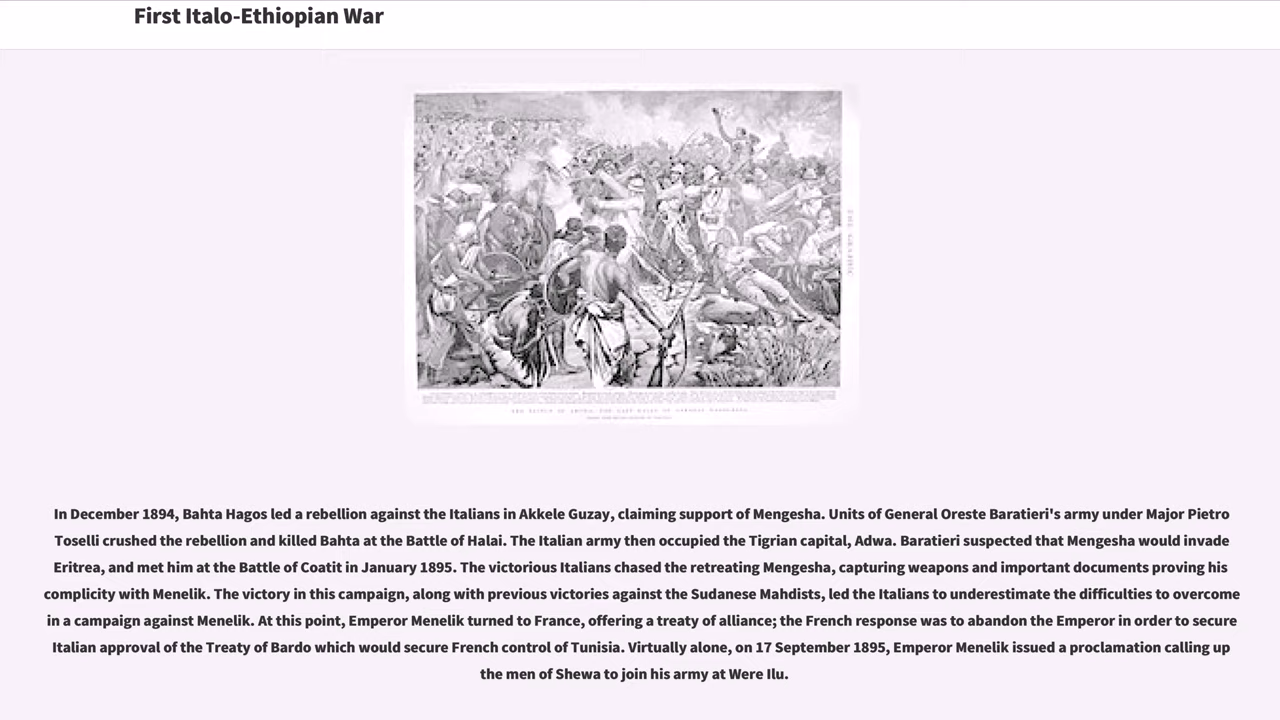 First Italo-Ethiopian War
THE GRAPHIC
In December 1894, Bahta Hagos led a rebellion against the Italians in Akkele Guzay, claiming support of Mengesha. Units of General Oreste Baratieri's army under Major Pietro
Toselli crushed the rebellion and killed Bahta at the Battle of Halai. The Italian army then occupied the Tigrian capital, Adwa. Baratieri suspected that Mengesha would invade
Eritrea, and met him at the Battle of Coatit in January 1895. The victorious Italians chased the retreating Mengesha, capturing weapons and important documents proving his
complicity with Menelik. The victory in this campaign, along with previous victories against the Sudanese Mahdists, led the Italians to underestimate the difficulties to overcome
in a campaign against Menelik. At this point, Emperor Menelik turned to France, offering a treaty of alliance; the French response was to abandon the Emperor in order to secure
Italian approval of the Treaty of Bardo which would secure French control of Tunisia. Virtually alone, on 17 September 1895, Emperor Menelik issued a proclamation calling up
the men of Shewa to join his army at Were Ilu.